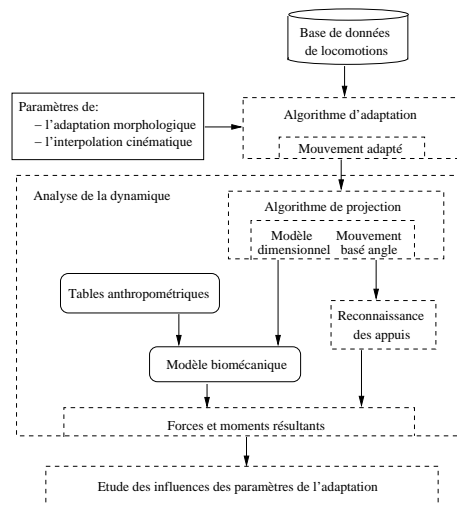 Base de données
de locomotions
Paramètres de:
– l'adaptation morphologique
– l'interpolation cinématique
Algorithme d'adaptation
Mouvement adapté
Analyse de la dynamique
Algorithme de projection
Modèle
dimensionnel
Mouvement
basé angle
Tables anthropométriques
Reconnaissance
des appuis
Modèle biomécanique
Forces et moments résultants
Etude des influences des paramètres de l'adaptation